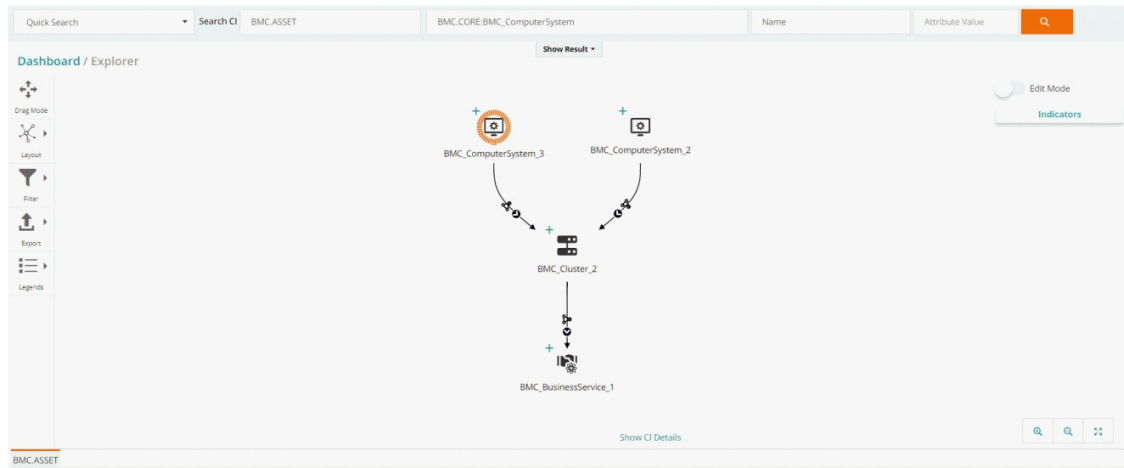 Quick Search Search CI BMC.ASSET BMC.CORE:BMC_ComputerSystem Name Attribute Value
Show Result
Dashboard / Explorer
Edit Mode
Indicators
Drag Mode
Layout
Filter
Export
Legends
BMC_ComputerSystem_3
BMC_ComputerSystem_2
BMC_Cluster_2
BMC_BusinessService_1
Show CI Details
BMC.ASSET